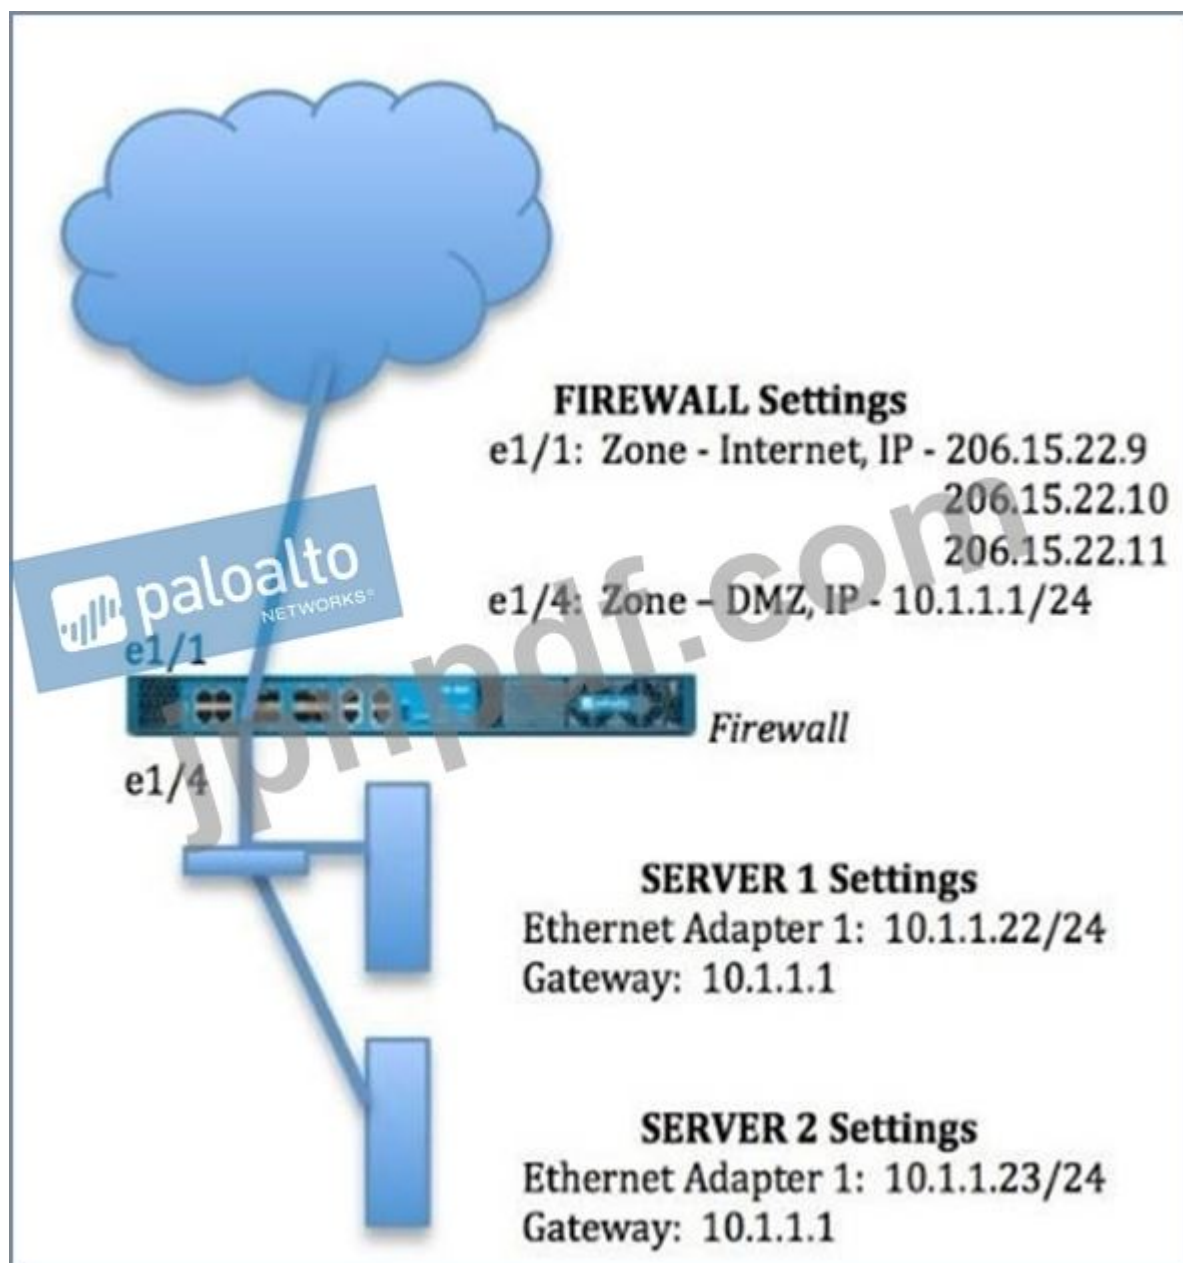 FIREWALL Settings
e1/1: Zone - Internet, IP - 206.15.22.9
206.15.22.10
206.15.22.11
e1/4: Zone – DMZ, IP - 10.1.1.1/24
paloalto
NETWORKS®
e1/1
jpnpdf.com
Firewall
e1/4
SERVER 1 Settings
Ethernet Adapter 1: 10.1.1.22/24
Gateway: 10.1.1.1
SERVER 2 Settings
Ethernet Adapter 1: 10.1.1.23/24
Gateway: 10.1.1.1